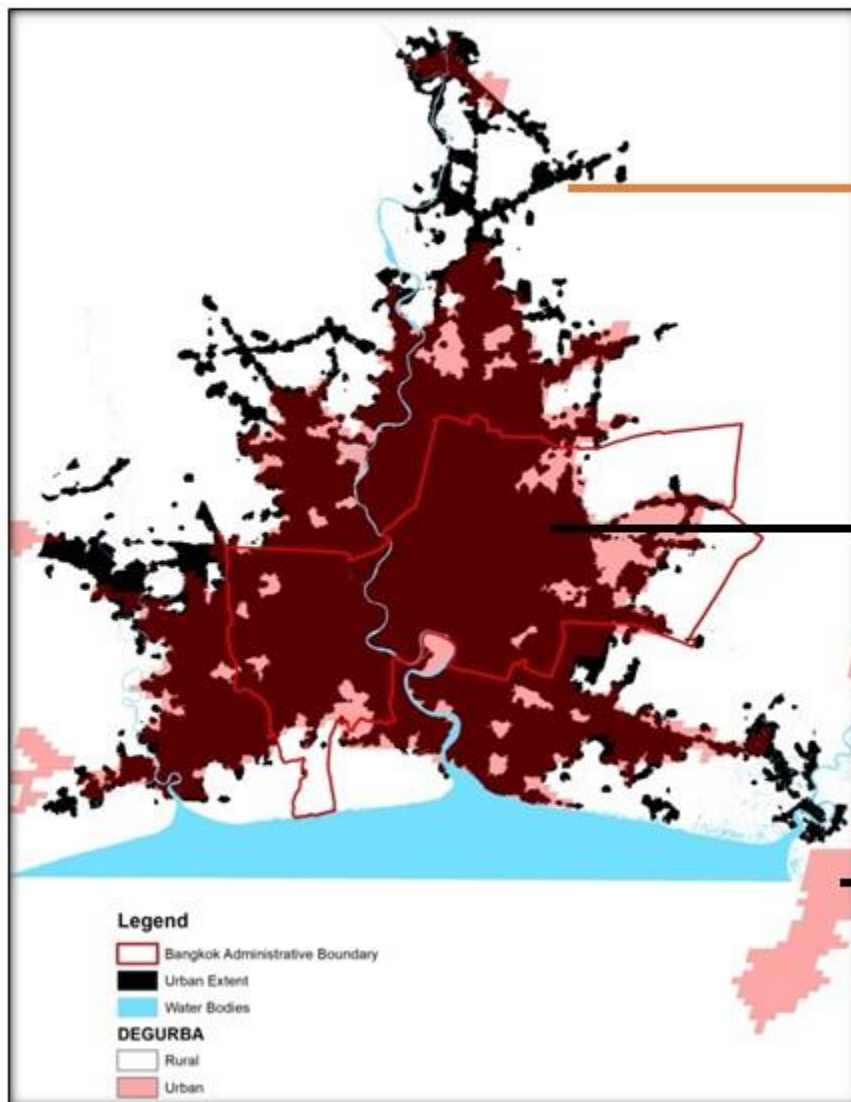 Legend
Bangkok Administrative Boundary
Urban Extent
Water Bodies
DEGURBA
Rural
Urban